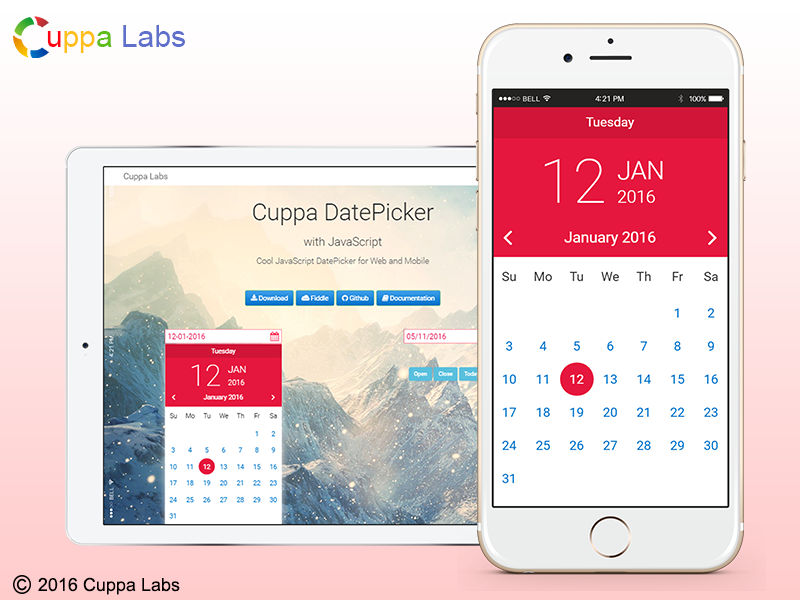 Cuppa Labs
BELL
4:21 PM
100%
Tuesday
12
JAN
2016
January 2016
Su Mo Tu We Th Fr Sa
1 2
3 4 5 6 7 8 9
10 11 12 13 14 15 16
17 18 19 20 21 22 23
24 25 26 27 28 29 30
31
Cuppa Labs
Cuppa DatePicker
with JavaScript
Cool JavaScript DatePicker for Web and Mobile
Download Fiddle Github Documentation
12-01-2016
05/11/2016
Tuesday
12
JAN
2016
January 2016
Open Close
Su Mo Tu We Th Fr Sa
1 2
3 4 5 6 7 8 9
10 11 12 13 14 15 16
17 18 19 20 21 22 23
24 25 26 27 28 29 30
31
4:21 PM
BELL
© 2016 Cuppa Labs